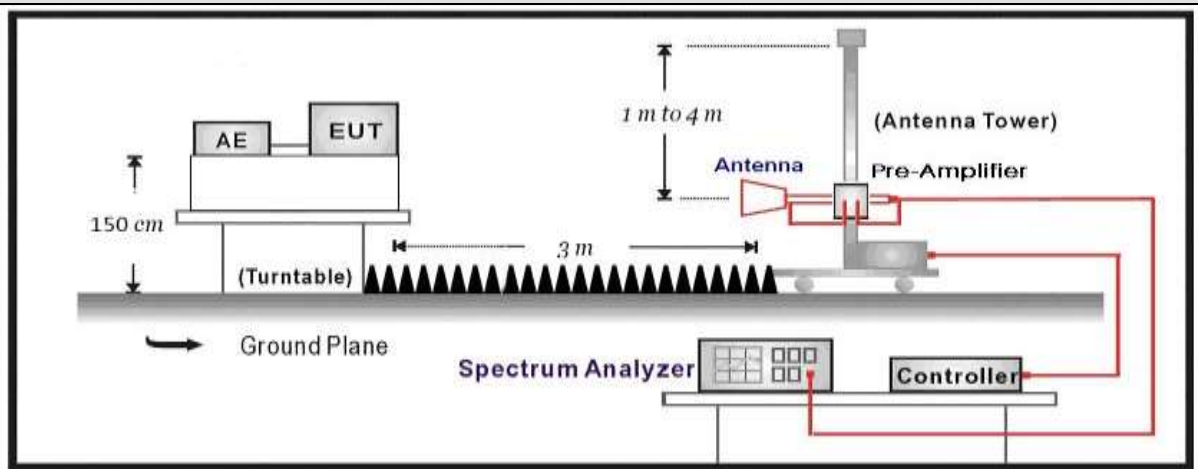 1 m to 4 m
(Antenna Tower)
EUT
AE
Antenna
Pre-Amplifier
150 cm
3 m
(Turntable)
Ground Plane
Spectrum Analyzer
Controller